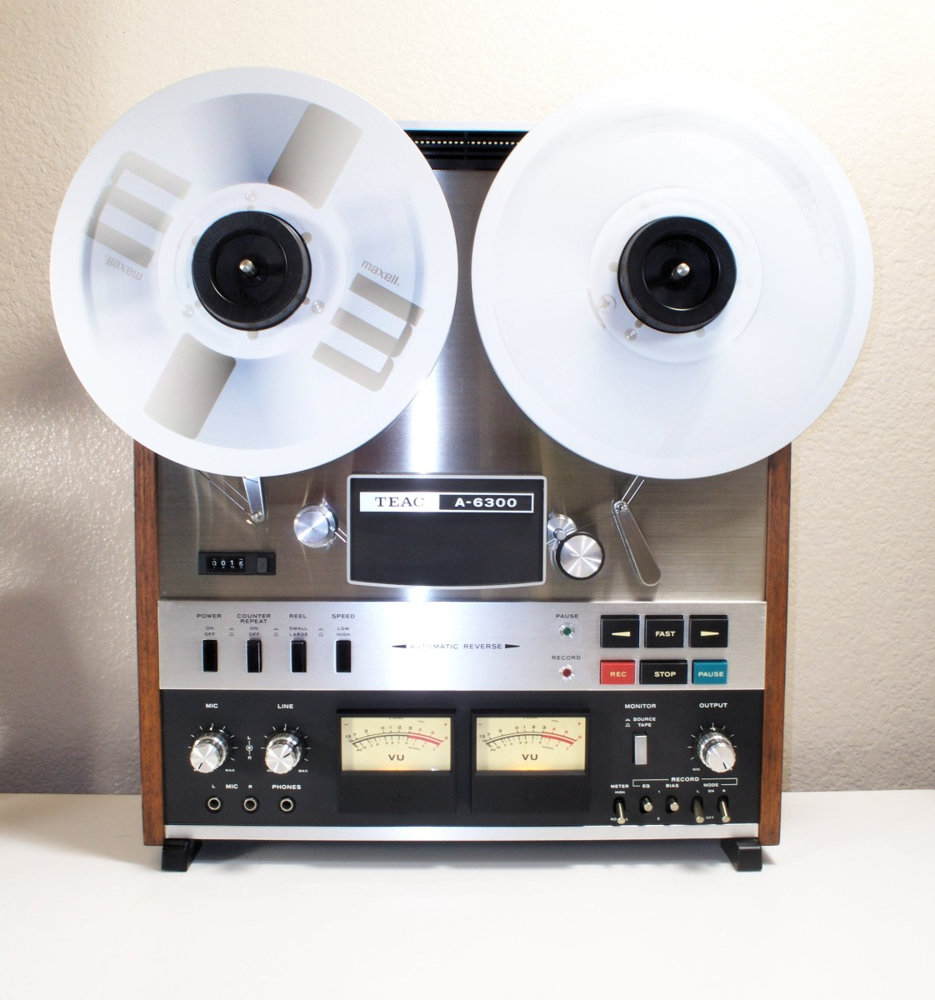 maxell.
maxell.
TEAC A-6300
0016
POWER COUNTER REPEAT REEL SPEED
ON OFF ON OFF SMALL LARGE LOW HIGH
AUTOMATIC REVERSE
PAUSE
RECORD
FAST
REC STOP PAUSE
MIC LINE
L
R
MAX MAX
L MIC R PHONES
VU VU
MONITOR OUTPUT
SOURCE
TAPE
MIN
RECORD
METER EQ BIAS MODE
HIGH 1 L ON R
2 OFF